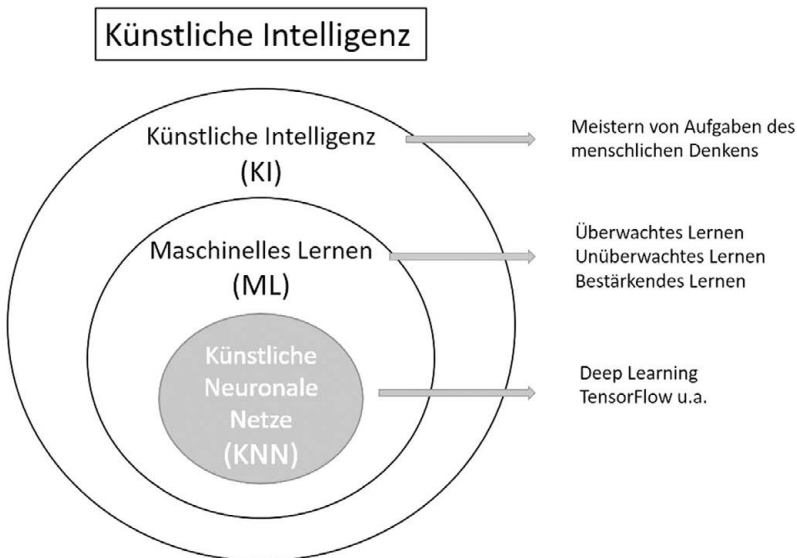 Künstliche Intelligenz
Künstliche Intelligenz
(KI)
Meistern von Aufgaben des
menschlichen Denkens
Maschinelles Lernen
(ML)
Überwachtes Lernen
Unüberwachtes Lernen
Bestärkendes Lernen
Künstliche
Neuronale
Netze
(KNN)
Deep Learning
TensorFlow u.a.